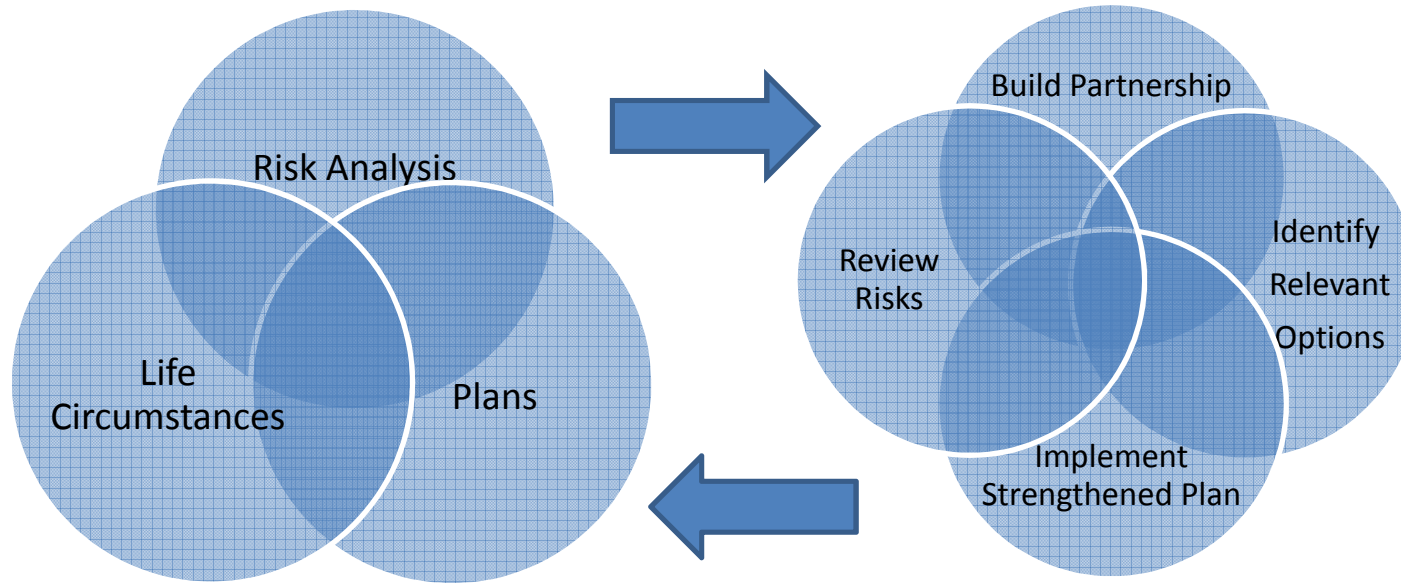 Risk Analysis
Life
Circumstances
Plans
Build Partnership
Review
Risks
Identify
Relevant
Options
Implement
Strengthened Plan